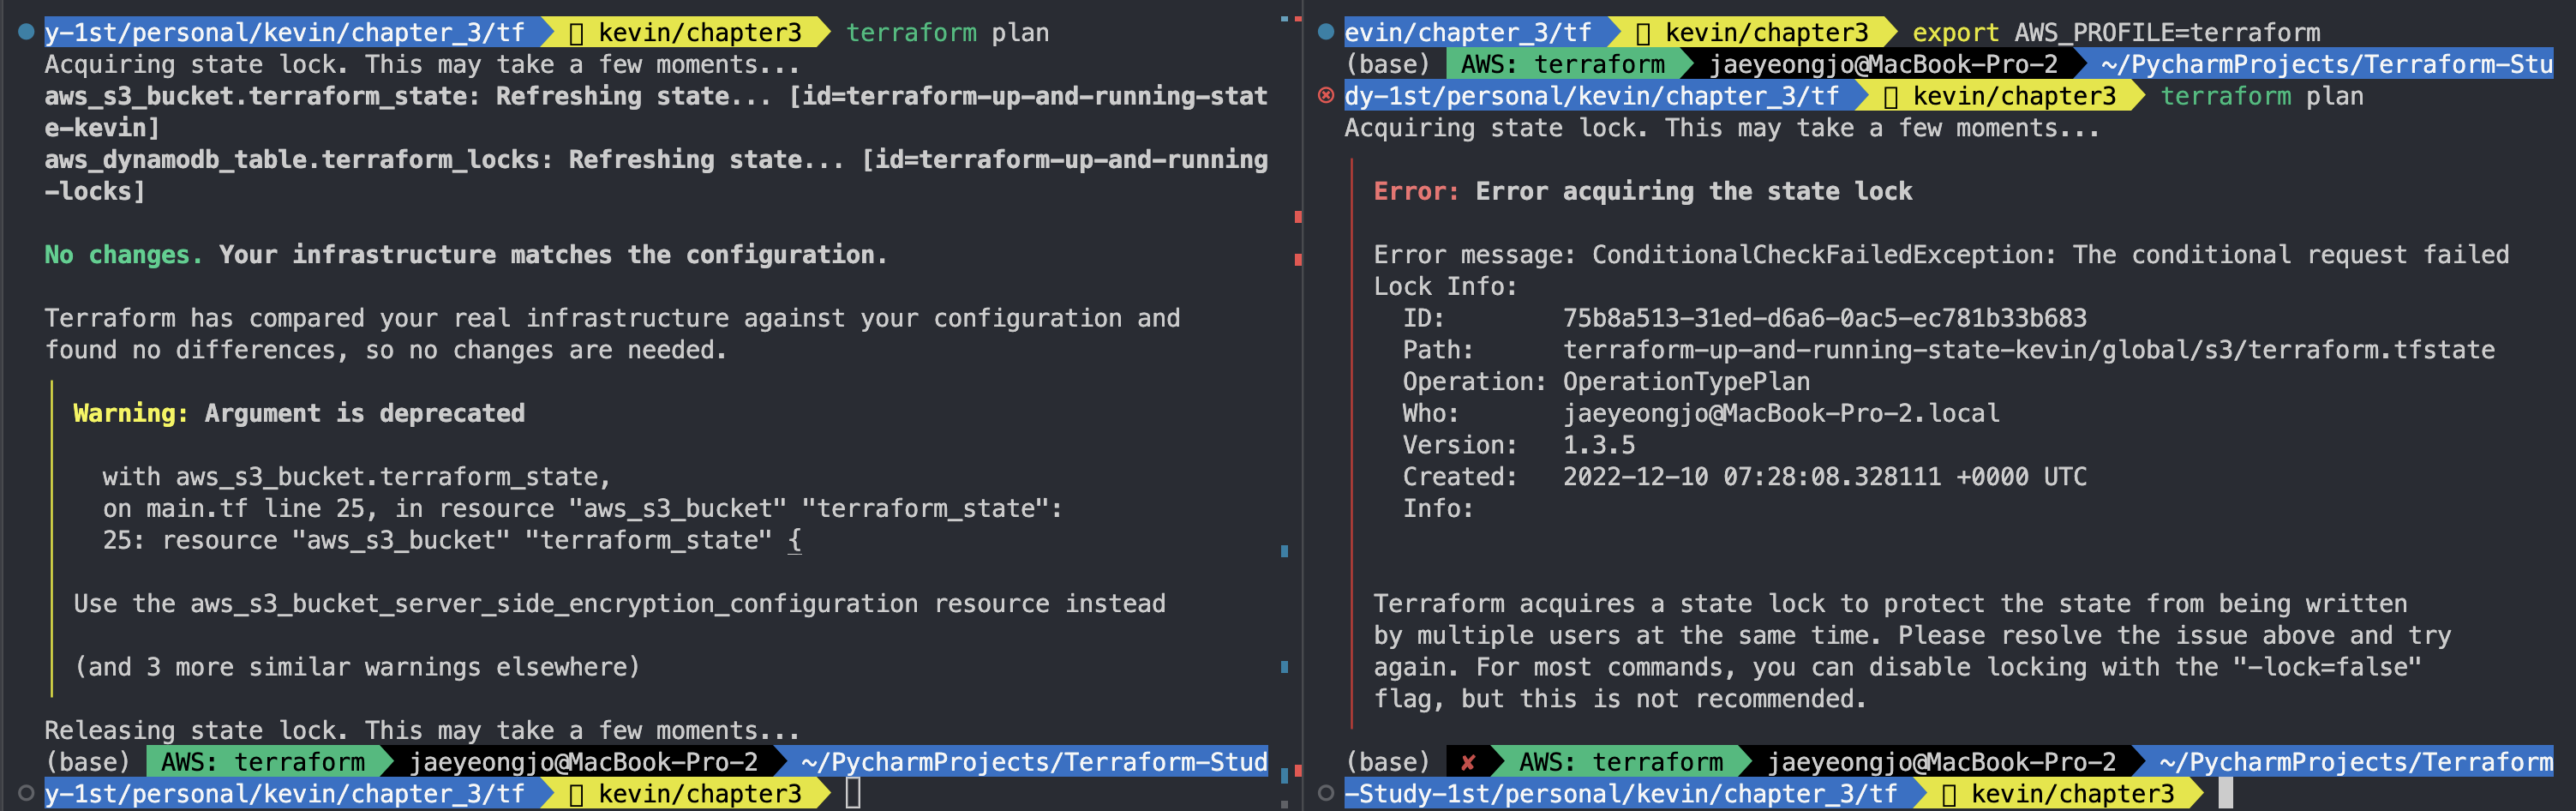 y-1st/personal/kevin/chapter_3/tf kevin/chapter3 terraform plan
Acquiring state lock. This may take a few moments...
aws_s3_bucket.terraform_state: Refreshing state... [id=terraform-up-and-running-stat
e-kevin]
aws_dynamodb_table.terraform_locks: Refreshing state... [id=terraform-up-and-running
-locks]
No changes. Your infrastructure matches the configuration.
Terraform has compared your real infrastructure against your configuration and
found no differences, so no changes are needed.
Warning: Argument is deprecated
with aws_s3_bucket.terraform_state,
on main.tf line 25, in resource "aws_s3_bucket" "terraform_state":
25: resource "aws_s3_bucket" "terraform_state" {
Use the aws_s3_bucket_server_side_encryption_configuration resource instead
(and 3 more similar warnings elsewhere)
Releasing state lock. This may take a few moments...
(base) AWS: terraform jaeyeongjo@MacBook-Pro-2 ~/PycharmProjects/Terraform-Stud
y-1st/personal/kevin/chapter_3/tf kevin/chapter3
evin/chapter_3/tf kevin/chapter3 export AWS_PROFILE=terraform
(base) AWS: terraform jaeyeongjo@MacBook-Pro-2 ~/PycharmProjects/Terraform-Stu
dy-1st/personal/kevin/chapter_3/tf kevin/chapter3 terraform plan
Acquiring state lock. This may take a few moments...
Error: Error acquiring the state lock
Error message: ConditionalCheckFailedException: The conditional request failed
Lock Info:
ID: 75b8a513-31ed-d6a6-0ac5-ec781b33b683
Path: terraform-up-and-running-state-kevin/global/s3/terraform.tfstate
Operation: OperationTypePlan
Who: jaeyeongjo@MacBook-Pro-2.local
Version: 1.3.5
Created: 2022-12-10 07:28:08.328111 +0000 UTC
Info:
Terraform acquires a state lock to protect the state from being written
by multiple users at the same time. Please resolve the issue above and try
again. For most commands, you can disable locking with the "-lock=false"
flag, but this is not recommended.
(base) ✘ AWS: terraform jaeyeongjo@MacBook-Pro-2 ~/PycharmProjects/Terraform
-Study-1st/personal/kevin/chapter_3/tf kevin/chapter3